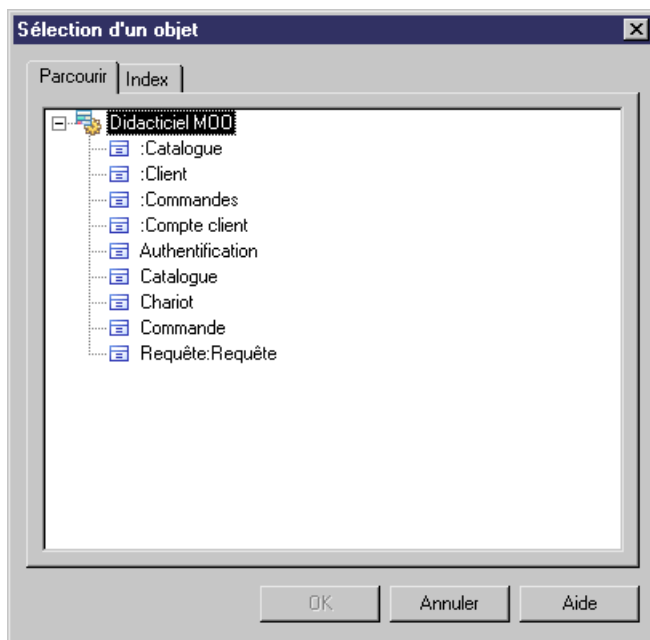 Sélection d'un objet
Parcourir
Index
Didacticiel MOO
:Catalogue
:Client
:Commandes
:Compte client
Authentification
Catalogue
Chariot
Commande
Requête:Requête
OK
Annuler
Aide